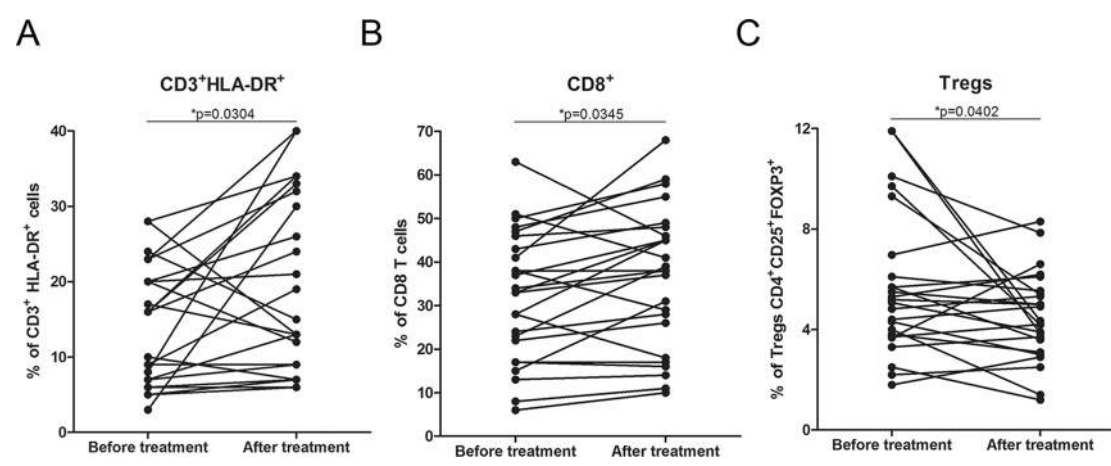 A
CD3⁺HLA-DR⁺
*p=0.0304
% of CD3⁺ HLA-DR⁺ cells
40
30
20
10
0
Before treatment After treatment
B
CD8⁺
*p=0.0345
% of CD8 T cells
70
60
50
40
30
20
10
0
Before treatment After treatment
C
Tregs
*p=0.0402
% of Tregs CD4⁺CD25⁺FOXP3⁺
12
8
4
0
Before treatment After treatment